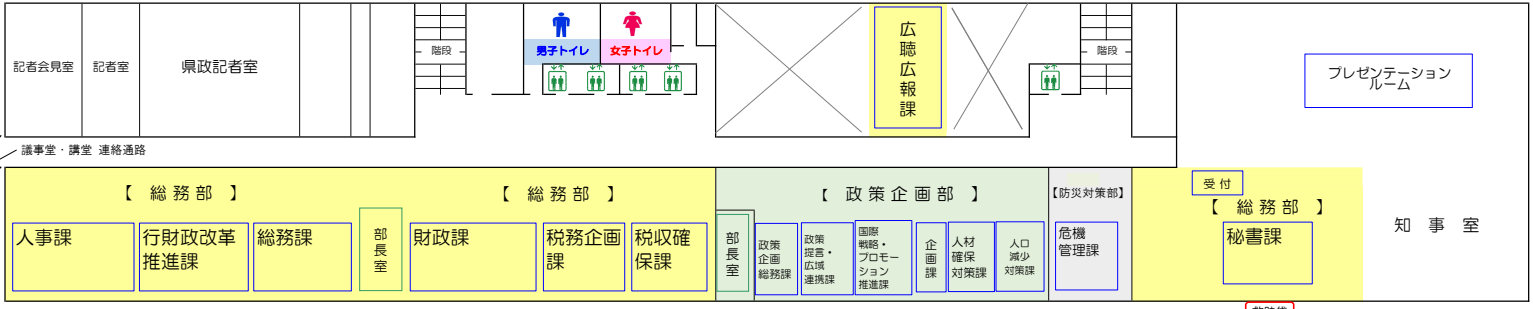 記者会見室
記者室
県政記者室
階段
男子トイレ
女子トイレ
広
聴
広
報
課
階段
プレゼンテーション
ルーム
議事堂・講堂 連絡通路
【 総務部 】
人事課
行財政改革
推進課
総務課
部
長
室
【 総務部 】
財政課
税務企画
課
税収確
保課
【 政策企画部 】
部
長
室
政策
企画
総務課
政策
提言・
広域
連携課
国際
戦略・
プロモー
ション
推進課
企
画
課
人材
確保
対策課
人口
減少
対策課
【防災対策部】
危機
管理課
受付
【 総務部 】
秘書課
知事室